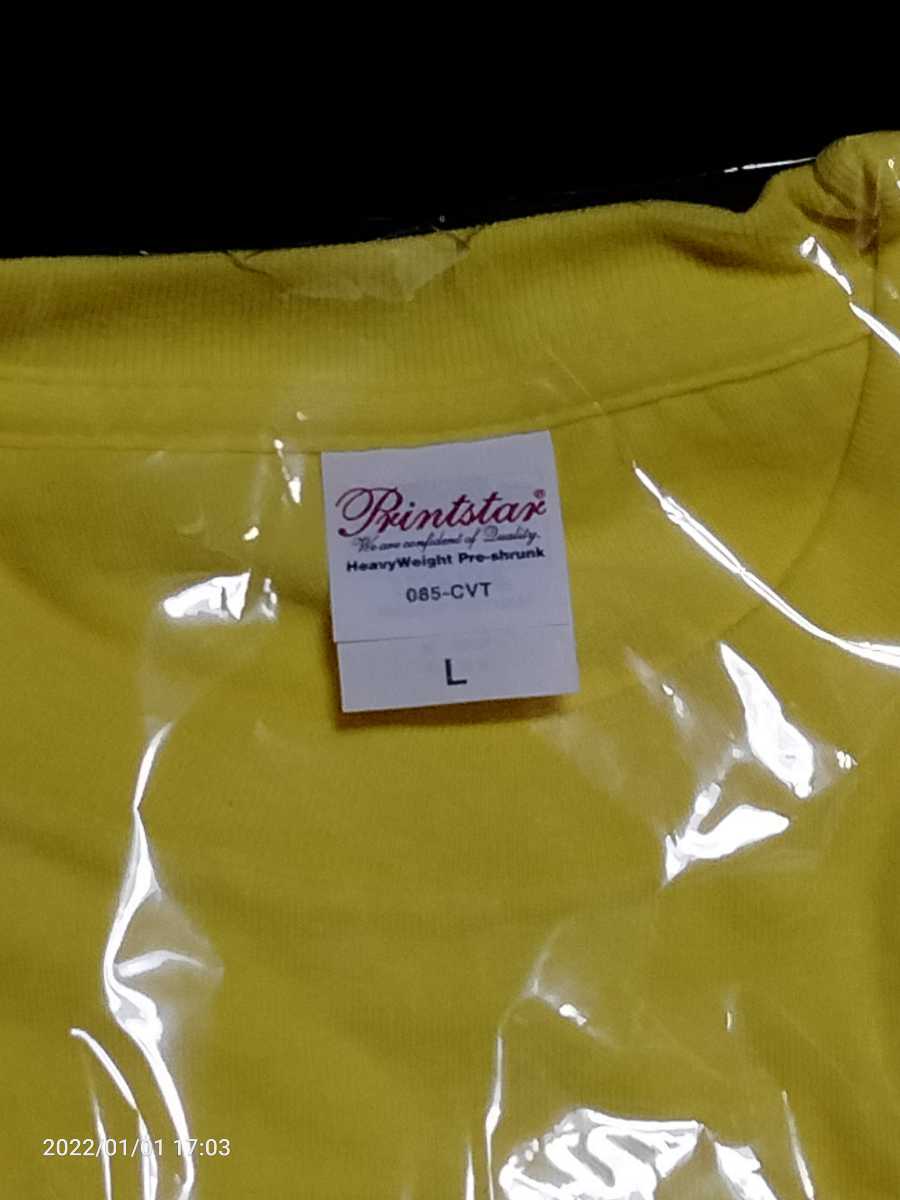 Printstar®
We are confident of Quality.
HeavyWeight Pre-shrunk
085-CVT
L
2022/01/01 17:03